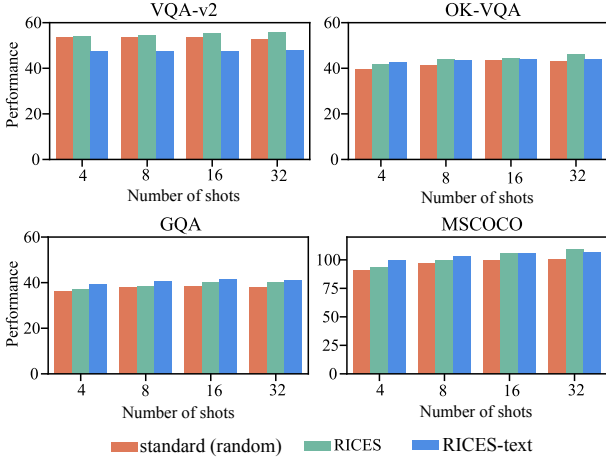 VQA-v2
Performance
60
40
20
0
4 8 16 32
Number of shots
OK-VQA
60
40
20
0
4 8 16 32
Number of shots
GQA
Performance
60
40
20
0
4 8 16 32
Number of shots
MSCOCO
100
75
50
25
0
4 8 16 32
Number of shots
standard (random) RICES RICES-text